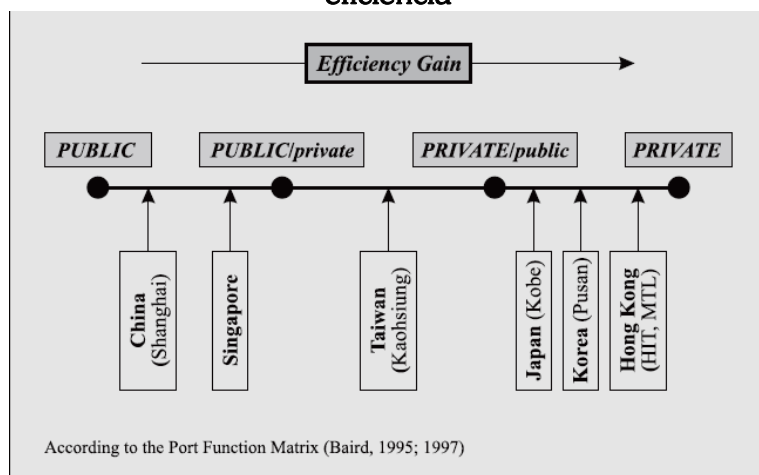 eficiencia
Efficiency Gain
PUBLIC
PUBLIC/private
PRIVATE/public
PRIVATE
China
(Shanghai)
Singapore
Taiwan
(Kaohsiung)
Japan (Kobe)
Korea (Pusan)
Hong Kong
(HIT, MTL)
According to the Port Function Matrix (Baird, 1995; 1997)